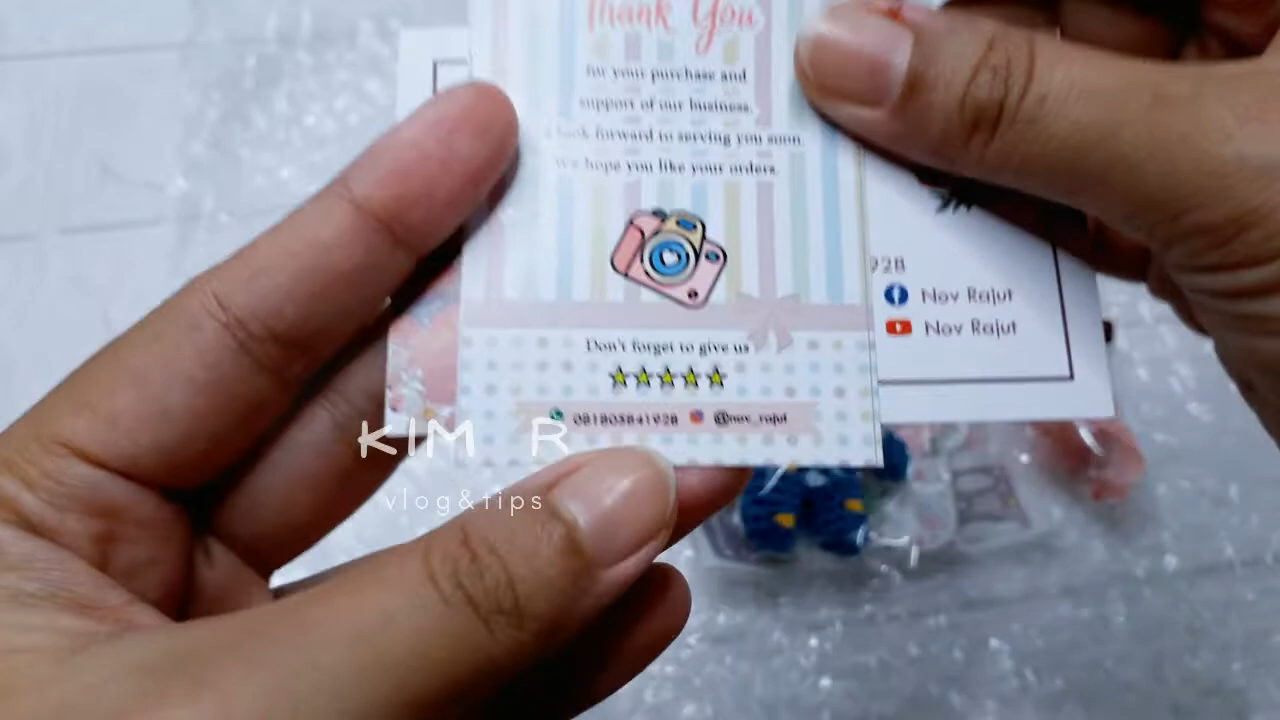 Thank You
for your purchase and
support of our business.
I look forward to serving you soon.
We hope you like your orders.
Don't forget to give us
081803841928 @nov_rajut
928
Nov Rajut
Nov Rajut
KIM R
vlog&tips